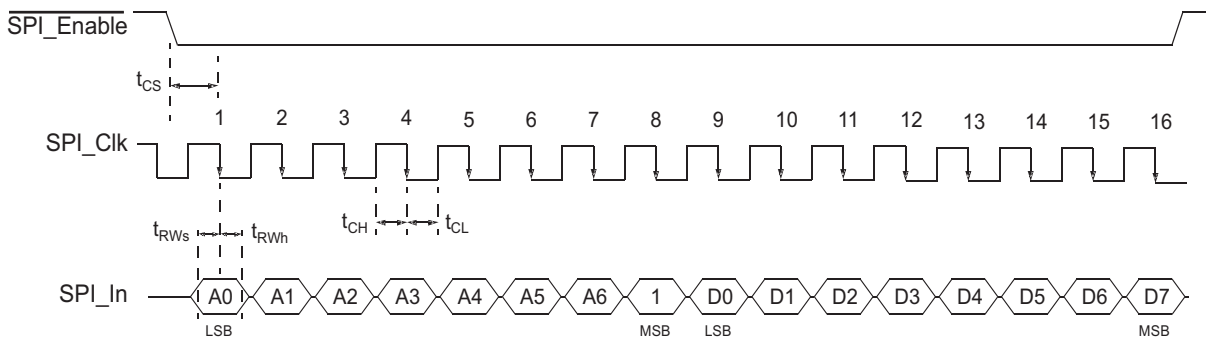 SPI_Enable
tCS
1 2 3 4 5 6 7 8 9 10 11 12 13 14 15 16
SPI_Clk
tRWs tRWh tCH tCL
SPI_In A0 A1 A2 A3 A4 A5 A6 1 D0 D1 D2 D3 D4 D5 D6 D7
LSB MSB LSB MSB